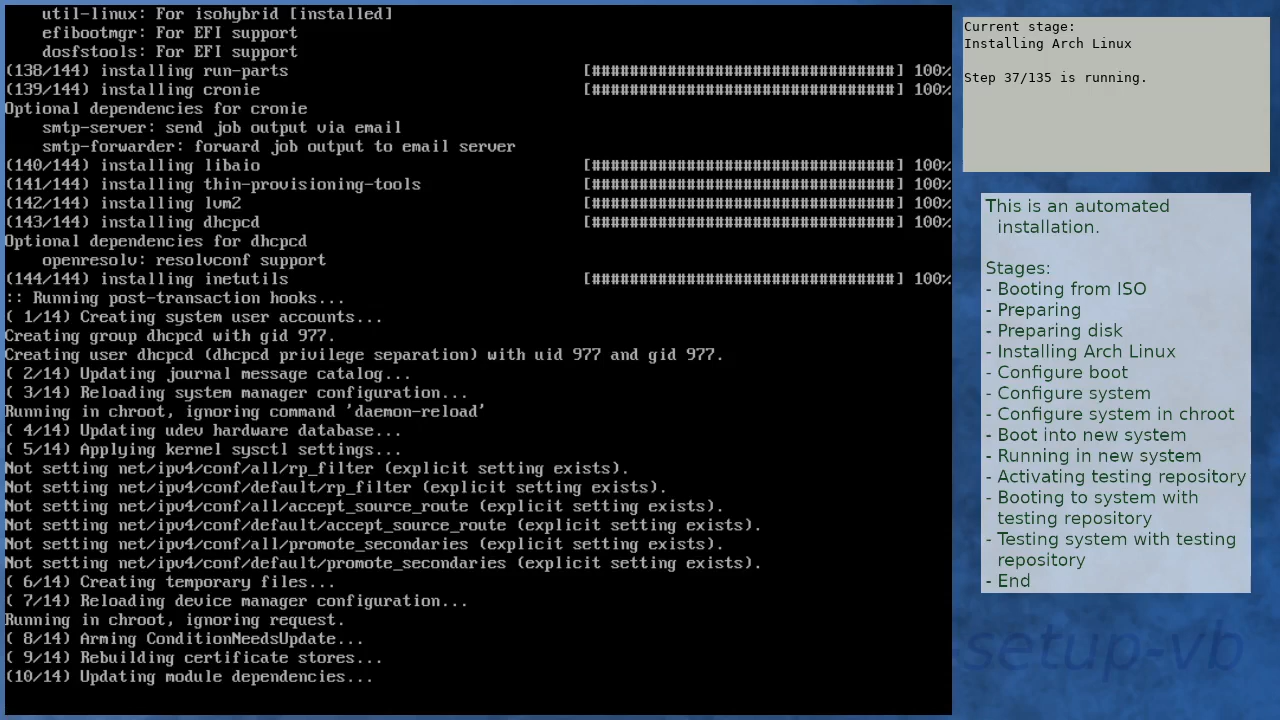 util-linux: For isohybrid [installed]
efibootmgr: For EFI support
dosfstools: For EFI support
(138/144) installing run-parts [################################] 100%
(139/144) installing cronie [################################] 100%
Optional dependencies for cronie
smtp-server: send job output via email
smtp-forwarder: forward job output to email server
(140/144) installing libaio [################################] 100%
(141/144) installing thin-provisioning-tools [################################] 100%
(142/144) installing lvm2 [################################] 100%
(143/144) installing dhcpcd [################################] 100%
Optional dependencies for dhcpcd
openresolv: resolvconf support
(144/144) installing inetutils [################################] 100%
:: Running post-transaction hooks...
( 1/14) Creating system user accounts...
Creating group dhcpcd with gid 977.
Creating user dhcpcd (dhcpcd privilege separation) with uid 977 and gid 977.
( 2/14) Updating journal message catalog...
( 3/14) Reloading system manager configuration...
Running in chroot, ignoring command 'daemon-reload'
( 4/14) Updating udev hardware database...
( 5/14) Applying kernel sysctl settings...
Not setting net/ipv4/conf/all/rp_filter (explicit setting exists).
Not setting net/ipv4/conf/default/rp_filter (explicit setting exists).
Not setting net/ipv4/conf/all/accept_source_route (explicit setting exists).
Not setting net/ipv4/conf/default/accept_source_route (explicit setting exists).
Not setting net/ipv4/conf/all/promote_secondaries (explicit setting exists).
Not setting net/ipv4/conf/default/promote_secondaries (explicit setting exists).
( 6/14) Creating temporary files...
( 7/14) Reloading device manager configuration...
Running in chroot, ignoring request.
( 8/14) Arming ConditionNeedsUpdate...
( 9/14) Rebuilding certificate stores...
(10/14) Updating module dependencies...
Current stage:
Installing Arch Linux
Step 37/135 is running.
This is an automated
installation.
Stages:
- Booting from ISO
- Preparing
- Preparing disk
- Installing Arch Linux
- Configure boot
- Configure system
- Configure system in chroot
- Boot into new system
- Running in new system
- Activating testing repository
- Booting to system with
testing repository
- Testing system with testing
repository
- End
setup-vb